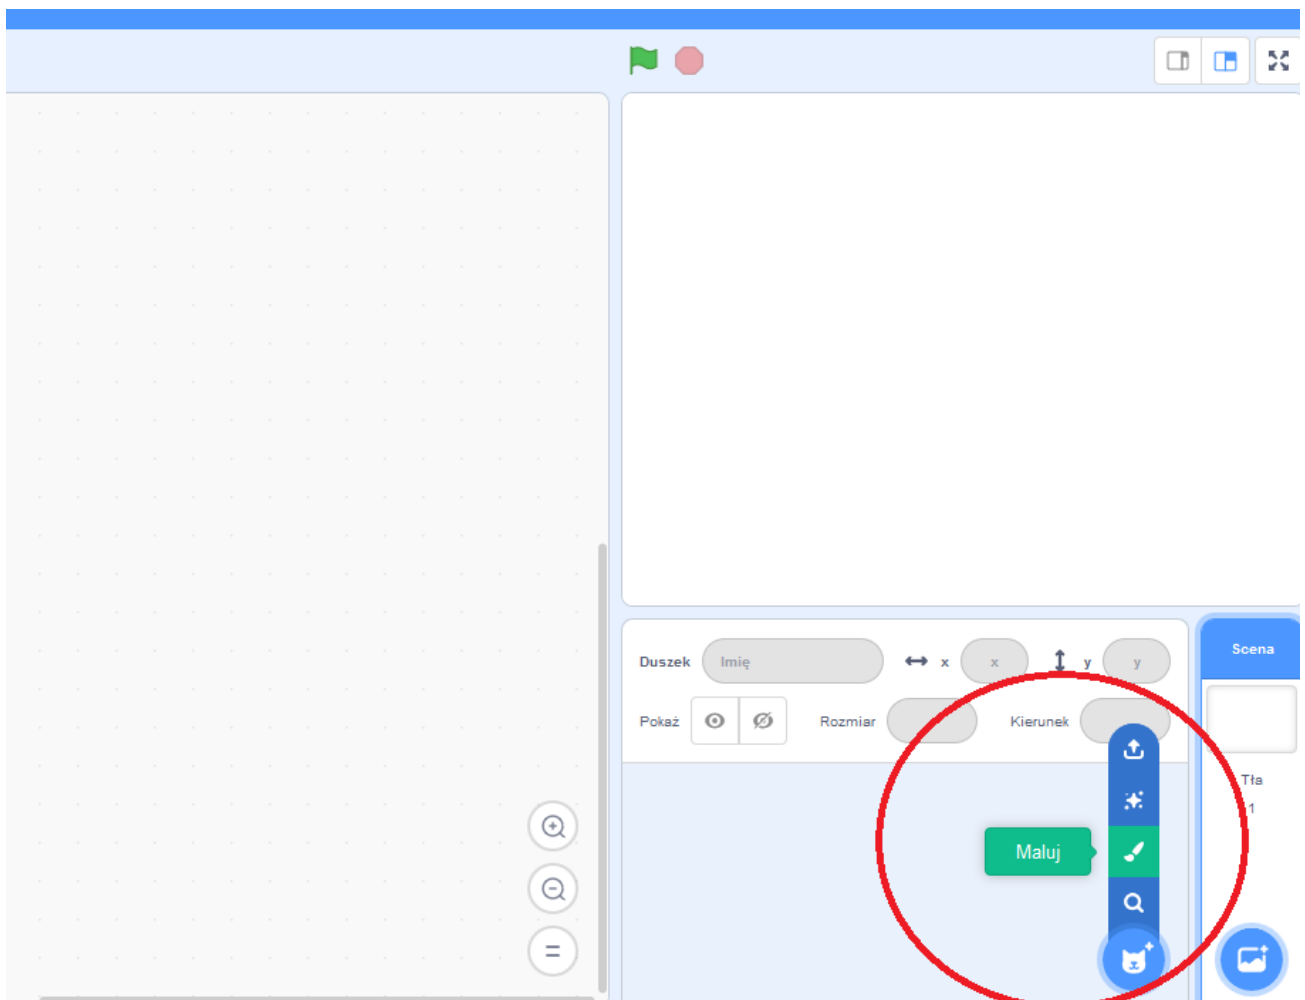 Duszek Imię x x y y
Pokaż Rozmiar Kierunek
Scena
Tła
1
Maluj